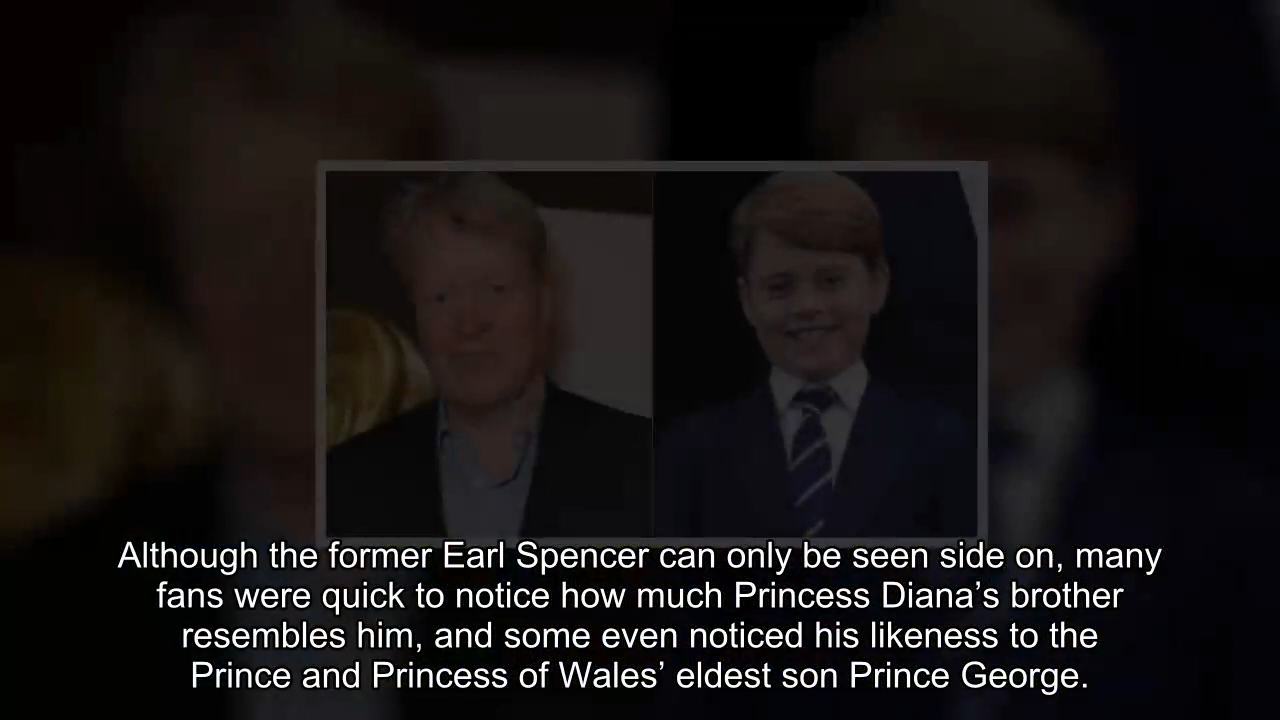 Although the former Earl Spencer can only be seen side on, many
fans were quick to notice how much Princess Diana’s brother
resembles him, and some even noticed his likeness to the
Prince and Princess of Wales’ eldest son Prince George.